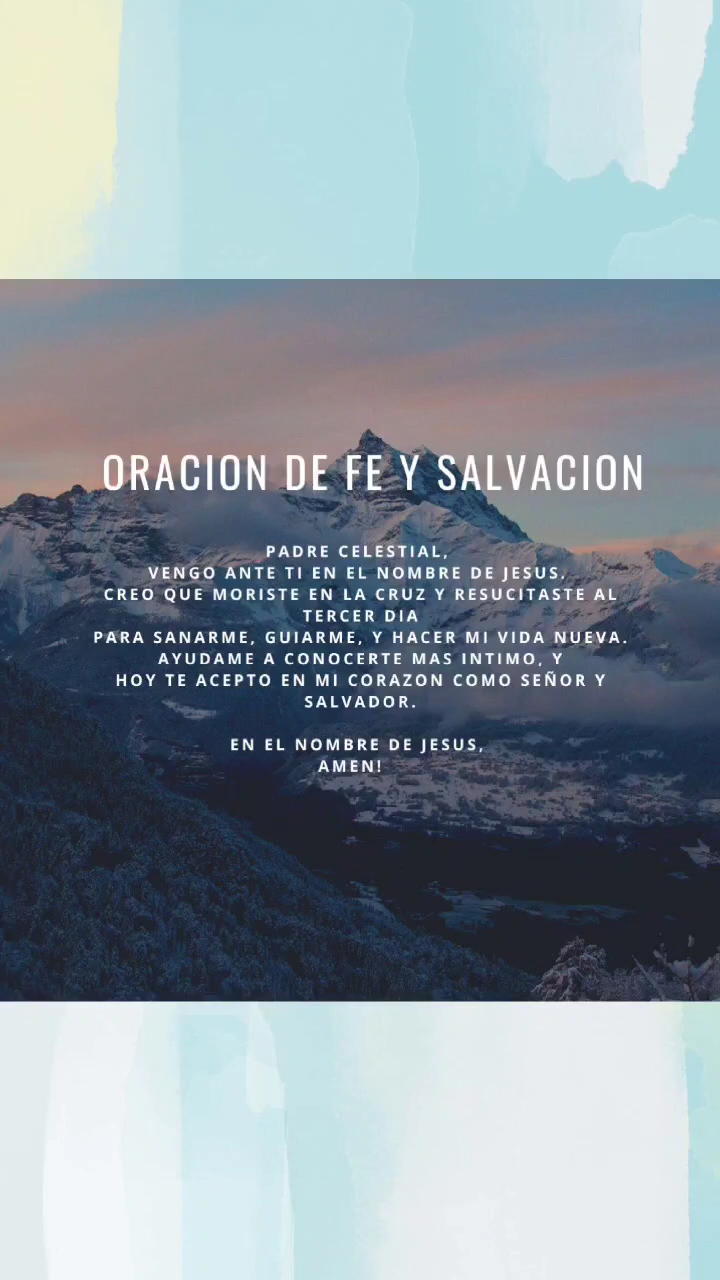 ORACION DE FE Y SALVACION
PADRE CELESTIAL,
VENGO ANTE TI EN EL NOMBRE DE JESUS.
CREO QUE MORISTE EN LA CRUZ Y RESUCITASTE AL
TERCER DIA
PARA SANARME, GUIARME, Y HACER MI VIDA NUEVA.
AYUDAME A CONOCERTE MAS INTIMO, Y
HOY TE ACEPTO EN MI CORAZON COMO SEÑOR Y
SALVADOR.
EN EL NOMBRE DE JESUS,
AMEN!